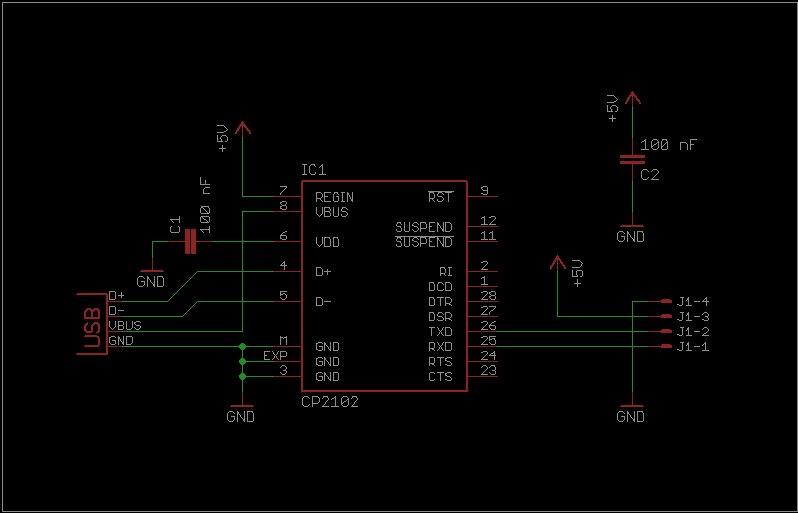 +5V
100 nF
C2
GND
+5V
IC1
7 REGIN
8 VBUS
6 VDD
4 D+
5 D-
M GND
EXP GND
3 GND
RST 9
SUSPEND 12
SUSPEND 11
RI 2
DCD 1
DTR 28
DSR 27
TXD 26
RXD 25
RTS 24
CTS 23
CP2102
C1
100 nF
GND
USB
D+
D-
VBUS
GND
GND
+5V
J1-4
J1-3
J1-2
J1-1
GND